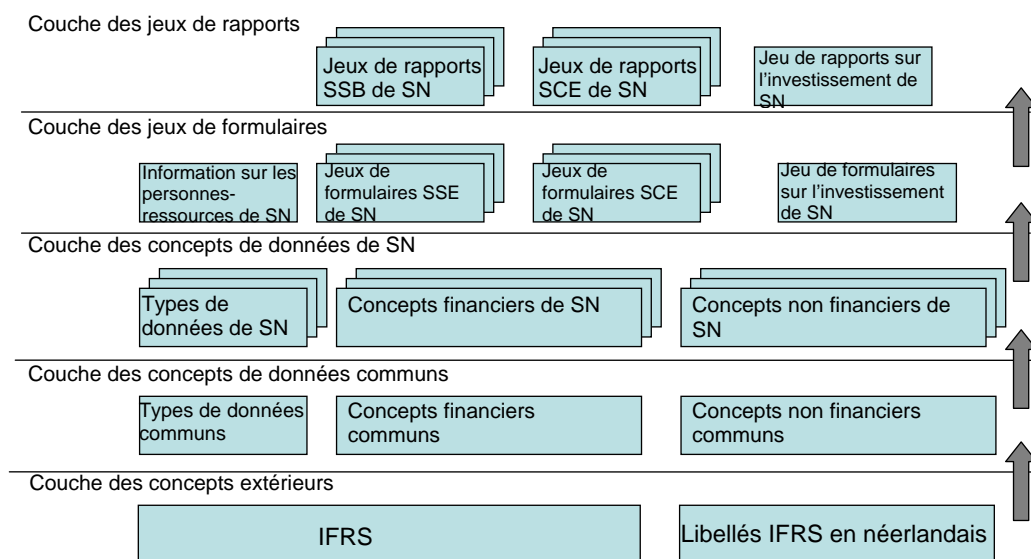 Couche des jeux de rapports
Jeux de rapports
SSB de SN
Jeux de rapports
SCE de SN
Jeu de rapports sur
l'investissement de
SN
Couche des jeux de formulaires
Information sur les
personnes-
ressources de SN
Jeux de
formulaires SSE
de SN
Jeux de
formulaires SCE
de SN
Jeu de formulaires
sur l'investissement
de SN
Couche des concepts de données de SN
Types de
données de SN
Concepts financiers de SN
Concepts non financiers de
SN
Couche des concepts de données communs
Types de données
communs
Concepts financiers
communs
Concepts non financiers
communs
Couche des concepts extérieurs
IFRS
Libellés IFRS en néerlandais